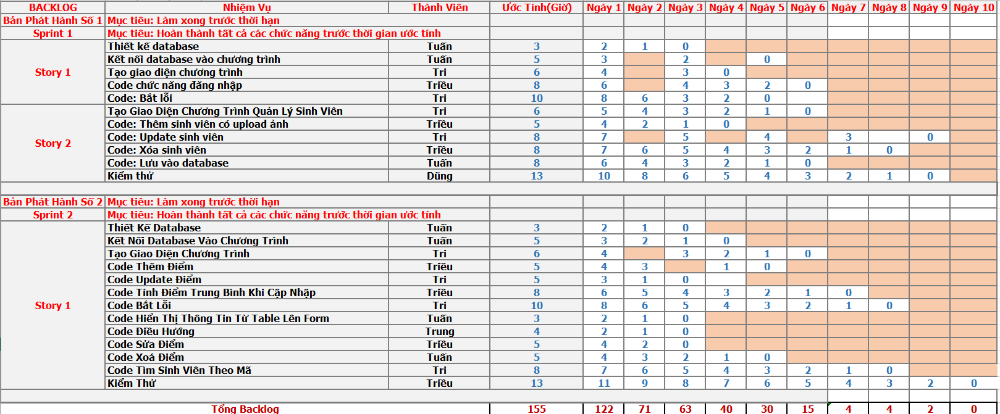 BACKLOG Nhiệm Vụ Thành Viên Ước Tính(Giờ) Ngày 1 Ngày 2 Ngày 3 Ngày 4 Ngày 5 Ngày 6 Ngày 7 Ngày 8 Ngày 9 Ngày 10
Bản Phát Hành Số 1 Mục tiêu: Làm xong trước thời hạn
Sprint 1 Mục tiêu: Hoàn thành tất cả các chức năng trước thời gian ước tính
Story 1
Thiết kế database Tuấn 3 2 1 0
Kết nối database vào chương trình Tuấn 5 3 2 0
Tạo giao diện chương trình Tri 6 4 3 0
Code chức năng đăng nhập Triều 8 6 4 3 2 0
Code: Bắt lỗi Tri 10 8 6 3 2 0
Story 2
Tạo Giao Diện Chương Trình Quản Lý Sinh Viên Tri 6 5 4 3 2 1 0
Code: Thêm sinh viên có upload ảnh Triều 5 4 2 1 0
Code: Update sinh viên Tri 8 7 5 4 3 0
Code: Xóa sinh viên Triều 8 7 6 5 4 3 2 1 0
Code: Lưu vào database Tuấn 8 6 4 3 2 1 0
Kiểm thử Dũng 13 10 8 6 5 4 3 2 1 0
Bản Phát Hành Số 2 Mục tiêu: Làm xong trước thời hạn
Sprint 2 Mục tiêu: Hoàn thành tất cả các chức năng trước thời gian ước tính
Story 1
Thiết Kế Database Tuấn 3 2 1 0
Kết Nối Database Vào Chương Trình Tuấn 5 3 2 1 0
Tạo Giao Diện Chương Trình Tri 6 4 3 2 1 0
Code Thêm Điểm Triều 5 4 3 1 0
Code Update Điểm Tri 5 3 1 0
Code Tính Điểm Trung Bình Khi Cập Nhập Triều 8 6 5 4 3 2 1 0
Code Bắt Lỗi Tri 10 8 6 5 4 3 2 1 0
Code Hiển Thị Thông Tin Từ Table Lên Form Tuấn 3 2 1 0
Code Điều Hướng Trung 4 2 1 0
Code Sửa Điểm Triều 5 4 2 0
Code Xoá Điểm Tuấn 5 4 3 2 1 0
Code Tìm Sinh Viên Theo Mã Tri 8 7 6 5 4 3 2 1 0
Kiểm Thử Triều 13 11 9 8 7 6 5 4 3 2 0
Tổng Backlog 155 122 71 63 40 30 15 4 4 2 0